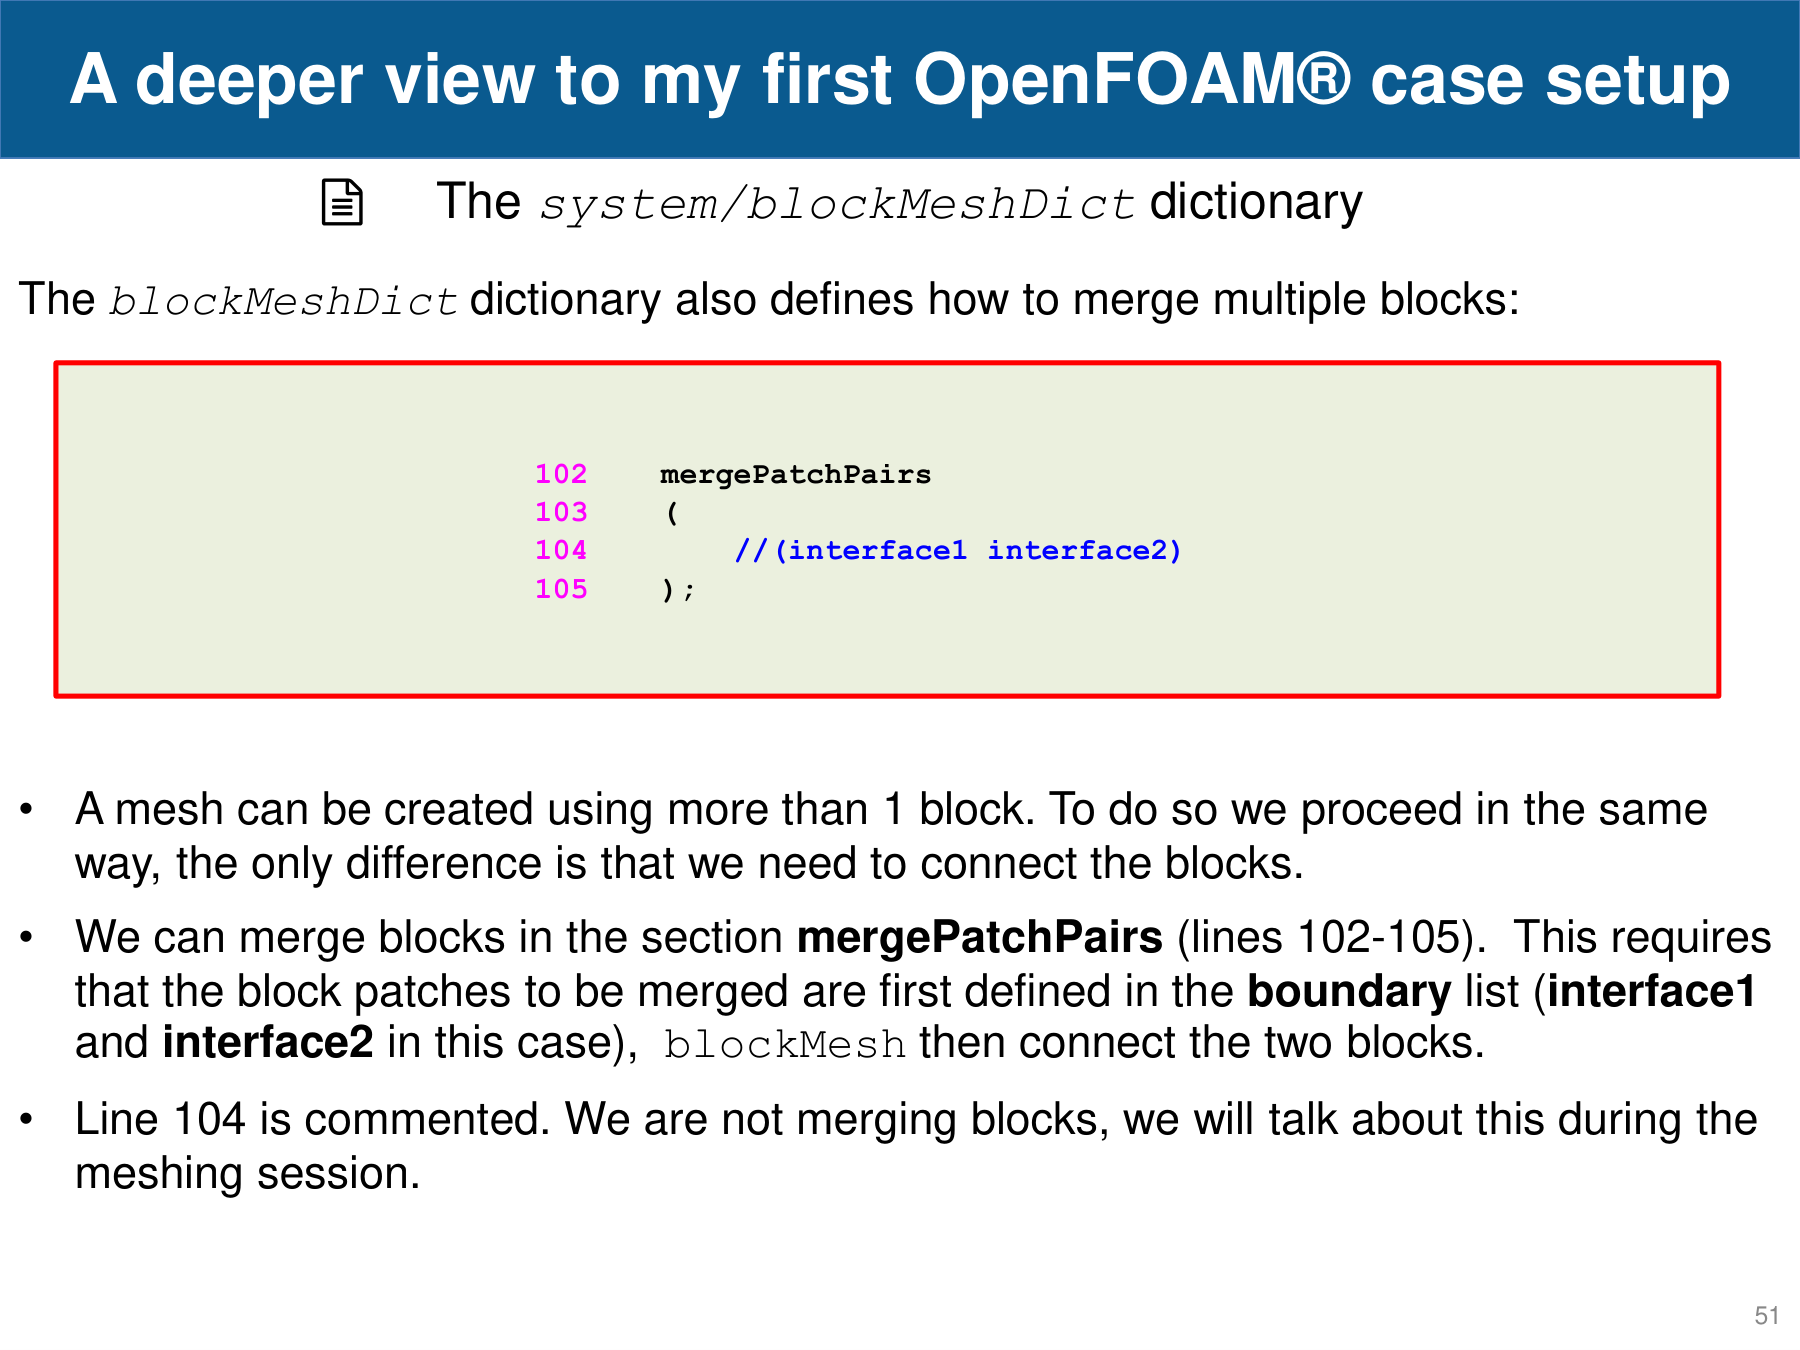 A deeper view to my first OpenFOAM® case setup
The system/blockMeshDict dictionary
The blockMeshDict dictionary also defines how to merge multiple blocks:
102 mergePatchPairs
103 (
104 //(interface1 interface2)
105 );
• A mesh can be created using more than 1 block. To do so we proceed in the same
way, the only difference is that we need to connect the blocks.
• We can merge blocks in the section mergePatchPairs (lines 102-105). This requires
that the block patches to be merged are first defined in the boundary list (interface1
and interface2 in this case), blockMesh then connect the two blocks.
• Line 104 is commented. We are not merging blocks, we will talk about this during the
meshing session.
51